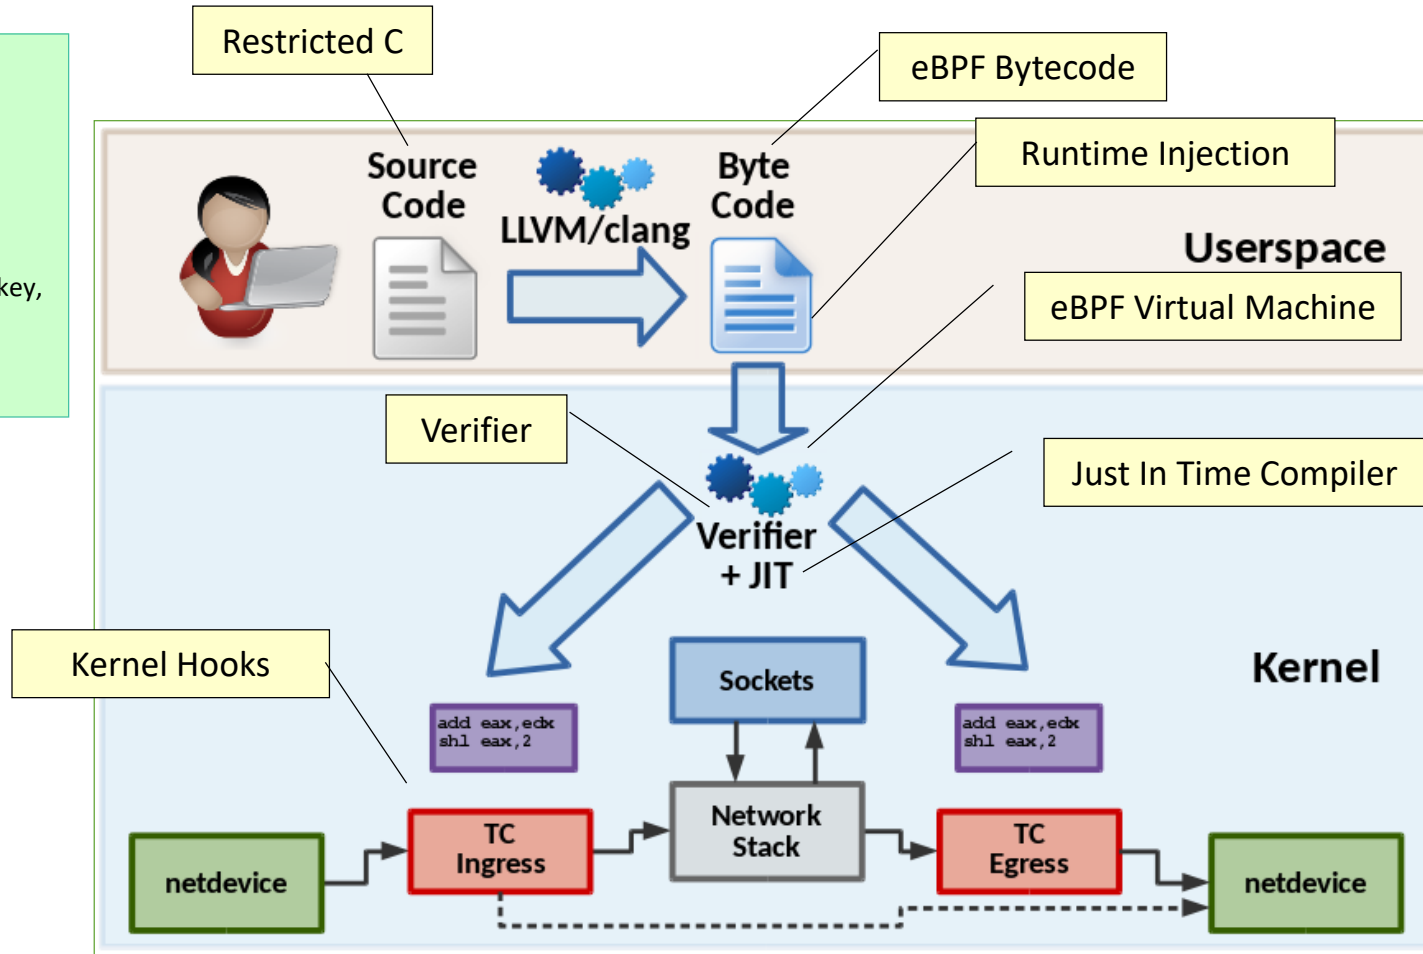 Restricted C
eBPF Bytecode
Runtime Injection
Source
Code
LLVM/clang
Byte
Code
Userspace
key,
eBPF Virtual Machine
Verifier
Just In Time Compiler
Verifier
+ JIT
Kernel Hooks
Kernel
Sockets
add eax,edx
shl eax,2
add eax,edx
shl eax,2
netdevice
TC
Ingress
Network
Stack
TC
Egress
netdevice